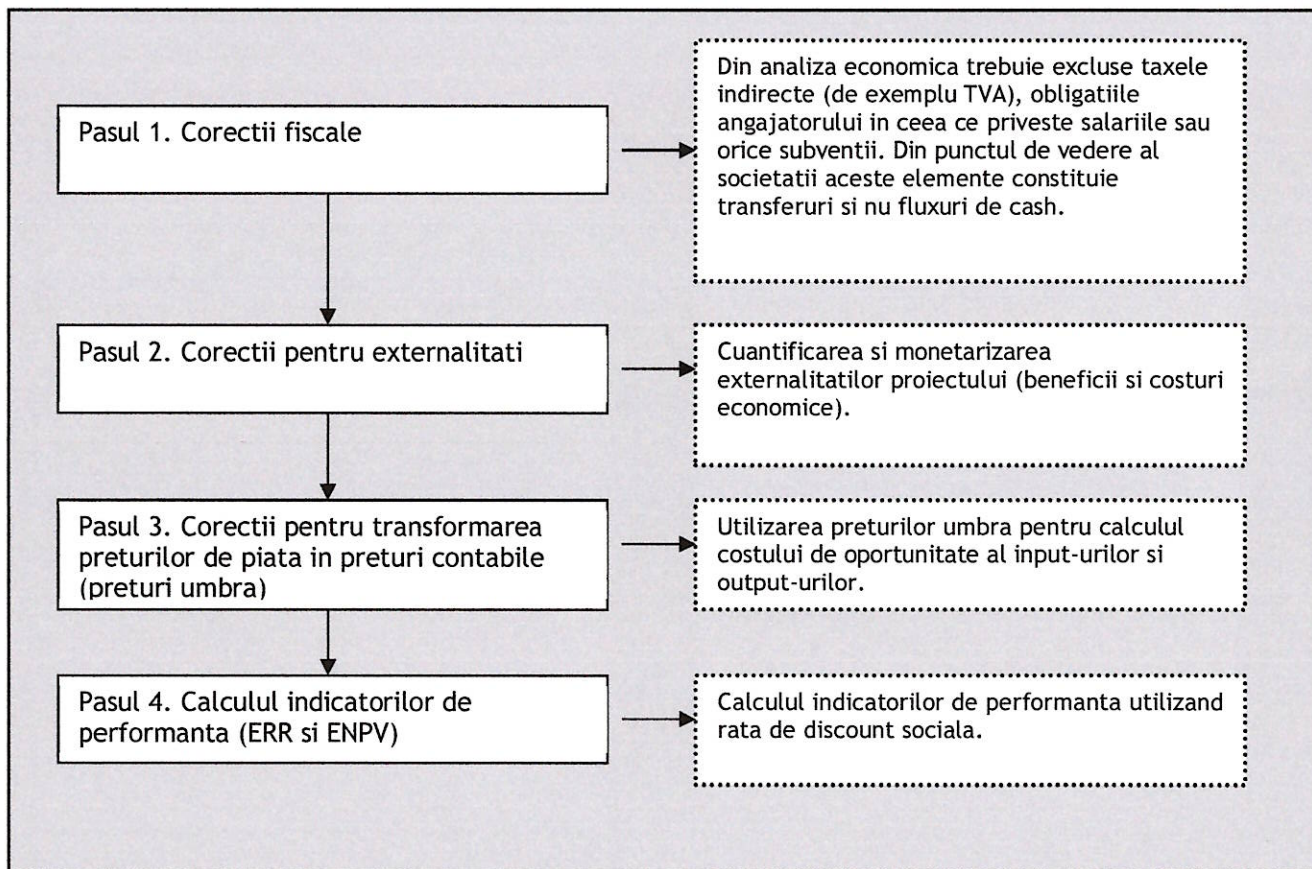 Pasul 1. Corectii fiscale
Din analiza economica trebuie excluse taxele
indirecte (de exemplu TVA), obligatiile
angajatorului in ceea ce priveste salariile sau
orice subventii. Din punctul de vedere al
societatii aceste elemente constituie
transferuri si nu fluxuri de cash.
Pasul 2. Corectii pentru externalitati
Cuantificarea si monetarizarea
externalitatilor proiectului (beneficii si costuri
economice).
Pasul 3. Corectii pentru transformarea
preturilor de piata in preturi contabile
(preturi umbra)
Utilizarea preturilor umbra pentru calculul
costului de oportunitate al input-urilor si
output-urilor.
Pasul 4. Calculul indicatorilor de
performanta (ERR si ENPV)
Calculul indicatorilor de performanta utilizand
rata de discount sociala.